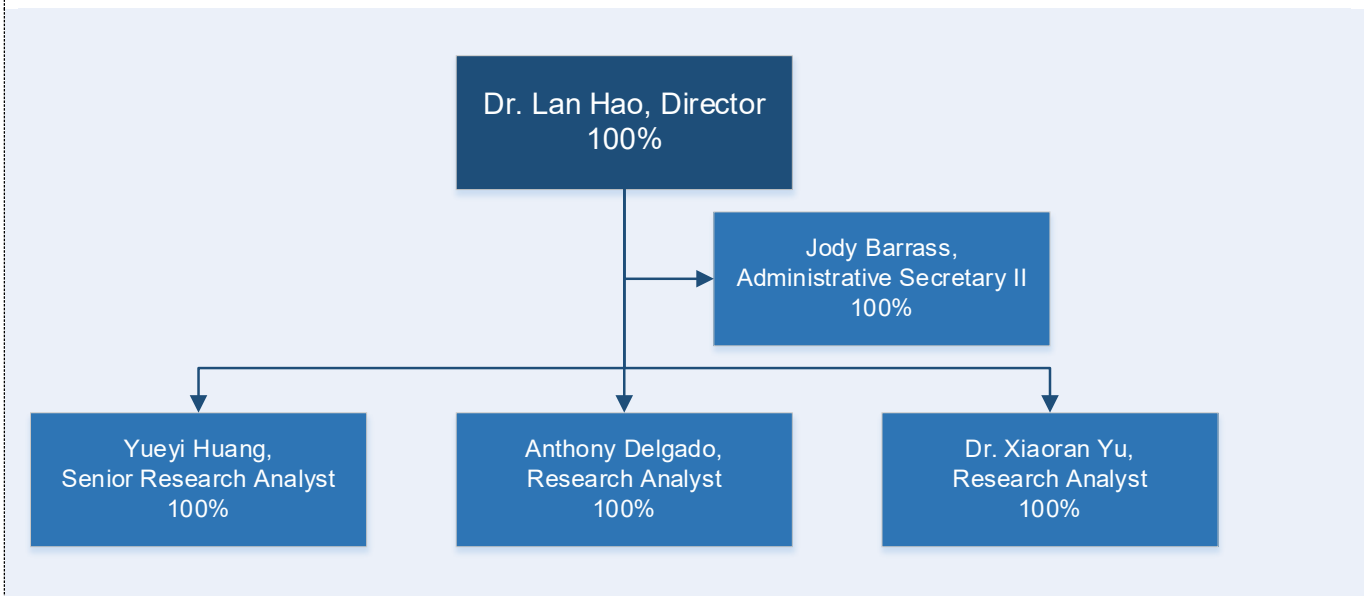 Dr. Lan Hao, Director
100%
Jody Barrass,
Administrative Secretary II
100%
Yueyi Huang,
Senior Research Analyst
100%
Anthony Delgado,
Research Analyst
100%
Dr. Xiaoran Yu,
Research Analyst
100%